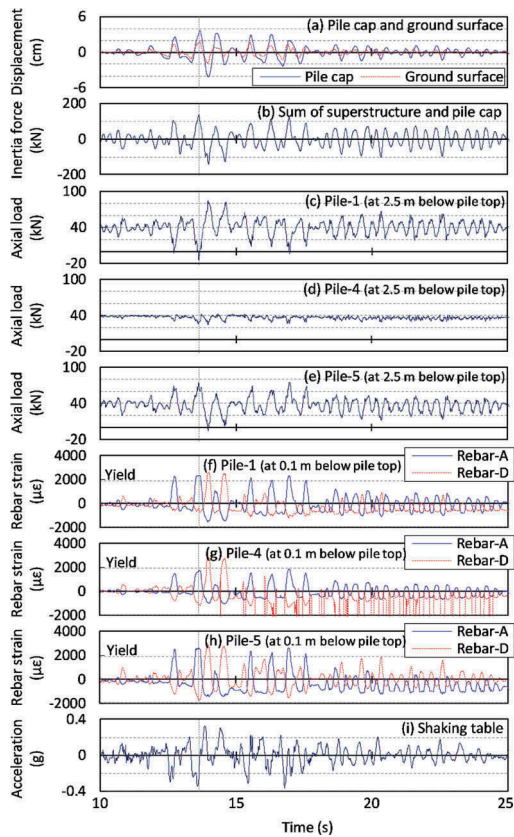 Displacement (cm)
6
0
-6
(a) Pile cap and ground surface
Pile cap
Ground surface
Inertia force (kN)
200
0
-200
(b) Sum of superstructure and pile cap
Axial load (kN)
100
40
-20
(c) Pile-1 (at 2.5 m below pile top)
Axial load (kN)
100
40
-20
(d) Pile-4 (at 2.5 m below pile top)
Axial load (kN)
100
40
-20
(e) Pile-5 (at 2.5 m below pile top)
Rebar strain (με)
4000
2000
0
-2000
Yield
(f) Pile-1 (at 0.1 m below pile top)
Rebar-A
Rebar-D
Rebar strain (με)
4000
2000
0
-2000
Yield
(g) Pile-4 (at 0.1 m below pile top)
Rebar-A
Rebar-D
Rebar strain (με)
4000
2000
0
-2000
Yield
(h) Pile-5 (at 0.1 m below pile top)
Rebar-A
Rebar-D
Acceleration (g)
0.4
0
-0.4
(i) Shaking table
10
15
20
25
Time (s)